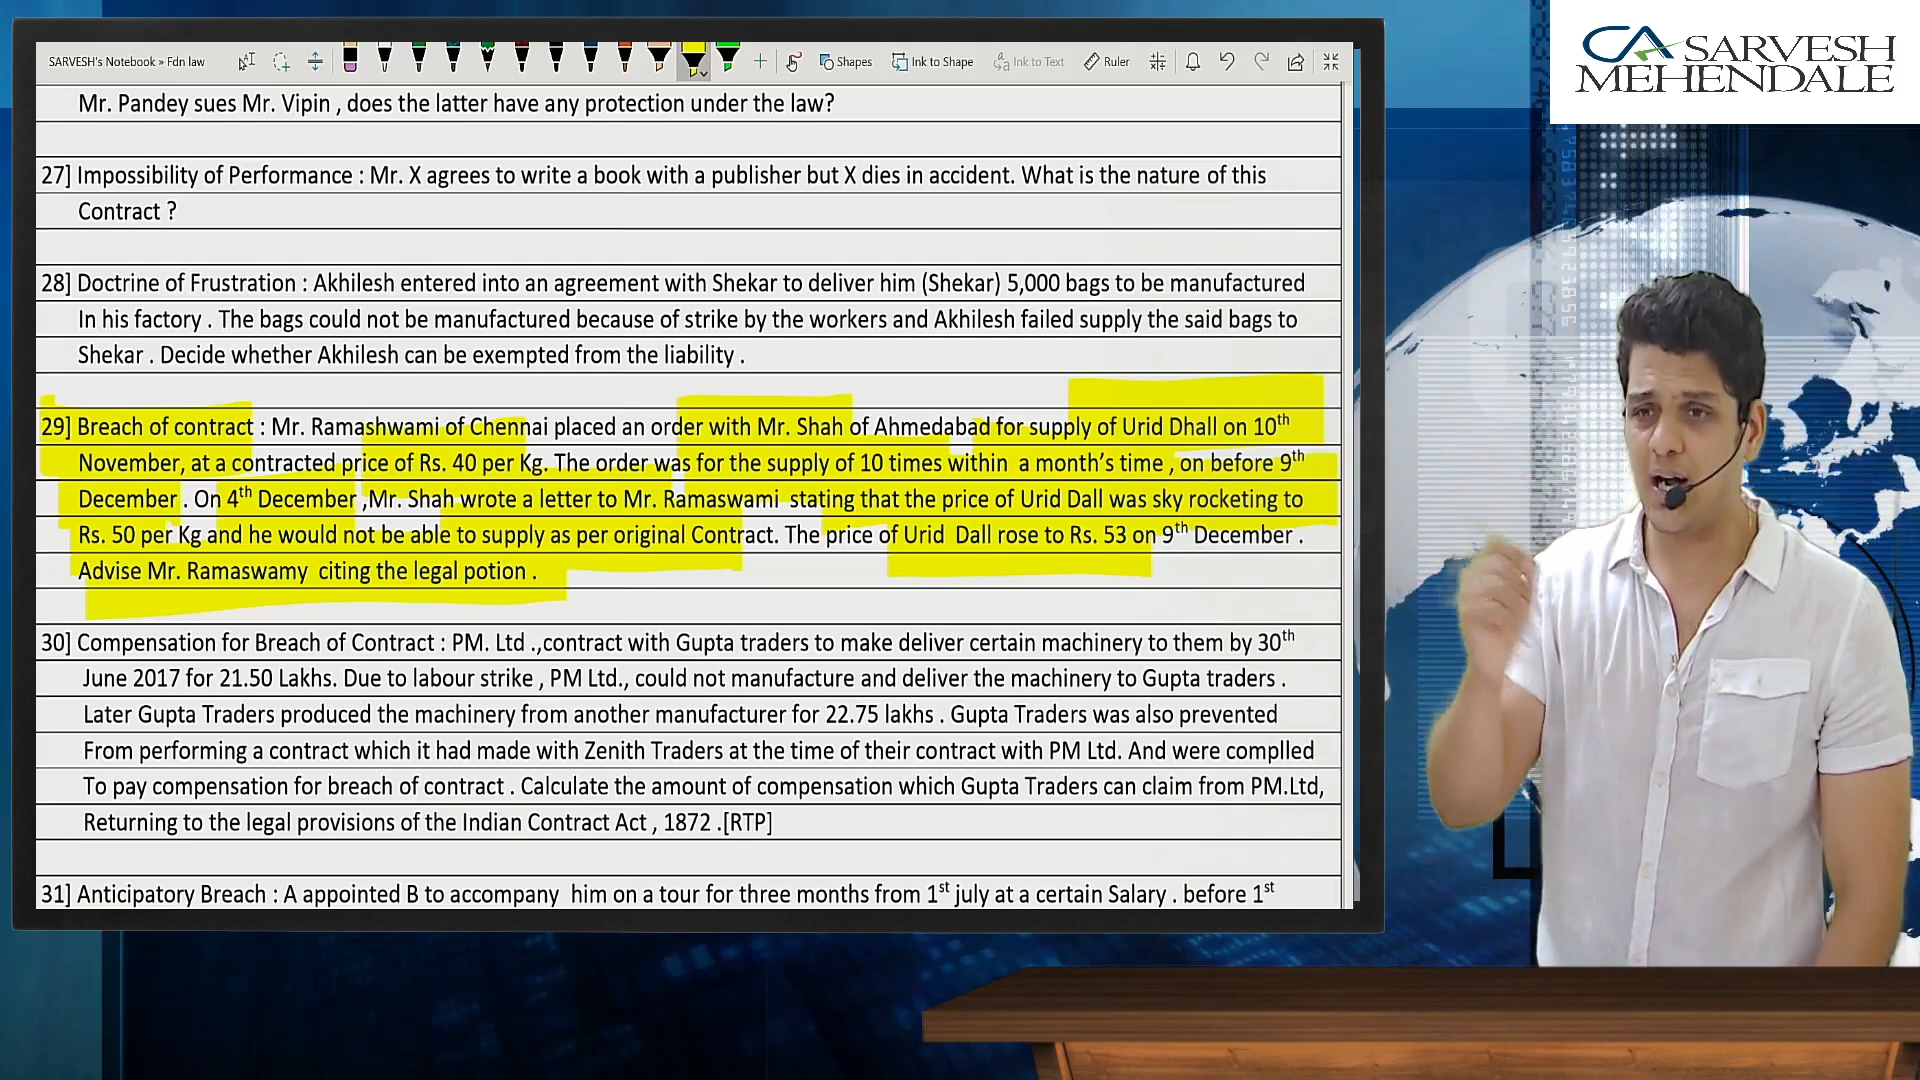 SARVESH's Notebook » Fdn law
Shapes
Ink to Shape
Ink to Text
Ruler
CA SARVESH
MEHENDALE
Mr. Pandey sues Mr. Vipin , does the latter have any protection under the law?
27] Impossibility of Performance : Mr. X agrees to write a book with a publisher but X dies in accident. What is the nature of this
Contract ?
28] Doctrine of Frustration : Akhilesh entered into an agreement with Shekar to deliver him (Shekar) 5,000 bags to be manufactured
In his factory . The bags could not be manufactured because of strike by the workers and Akhilesh failed supply the said bags to
Shekar . Decide whether Akhilesh can be exempted from the liability .
29] Breach of contract : Mr. Ramashwami of Chennai placed an order with Mr. Shah of Ahmedabad for supply of Urid Dhall on 10th
November, at a contracted price of Rs. 40 per Kg. The order was for the supply of 10 times within a month's time , on before 9th
December . On 4th December ,Mr. Shah wrote a letter to Mr. Ramaswami stating that the price of Urid Dall was sky rocketing to
Rs. 50 per Kg and he would not be able to supply as per original Contract. The price of Urid Dall rose to Rs. 53 on 9th December .
Advise Mr. Ramaswamy citing the legal potion .
30] Compensation for Breach of Contract : PM. Ltd .,contract with Gupta traders to make deliver certain machinery to them by 30th
June 2017 for 21.50 Lakhs. Due to labour strike , PM Ltd., could not manufacture and deliver the machinery to Gupta traders .
Later Gupta Traders produced the machinery from another manufacturer for 22.75 lakhs . Gupta Traders was also prevented
From performing a contract which it had made with Zenith Traders at the time of their contract with PM Ltd. And were complled
To pay compensation for breach of contract . Calculate the amount of compensation which Gupta Traders can claim from PM.Ltd,
Returning to the legal provisions of the Indian Contract Act , 1872 .[RTP]
31] Anticipatory Breach : A appointed B to accompany him on a tour for three months from 1st july at a certain Salary . before 1st